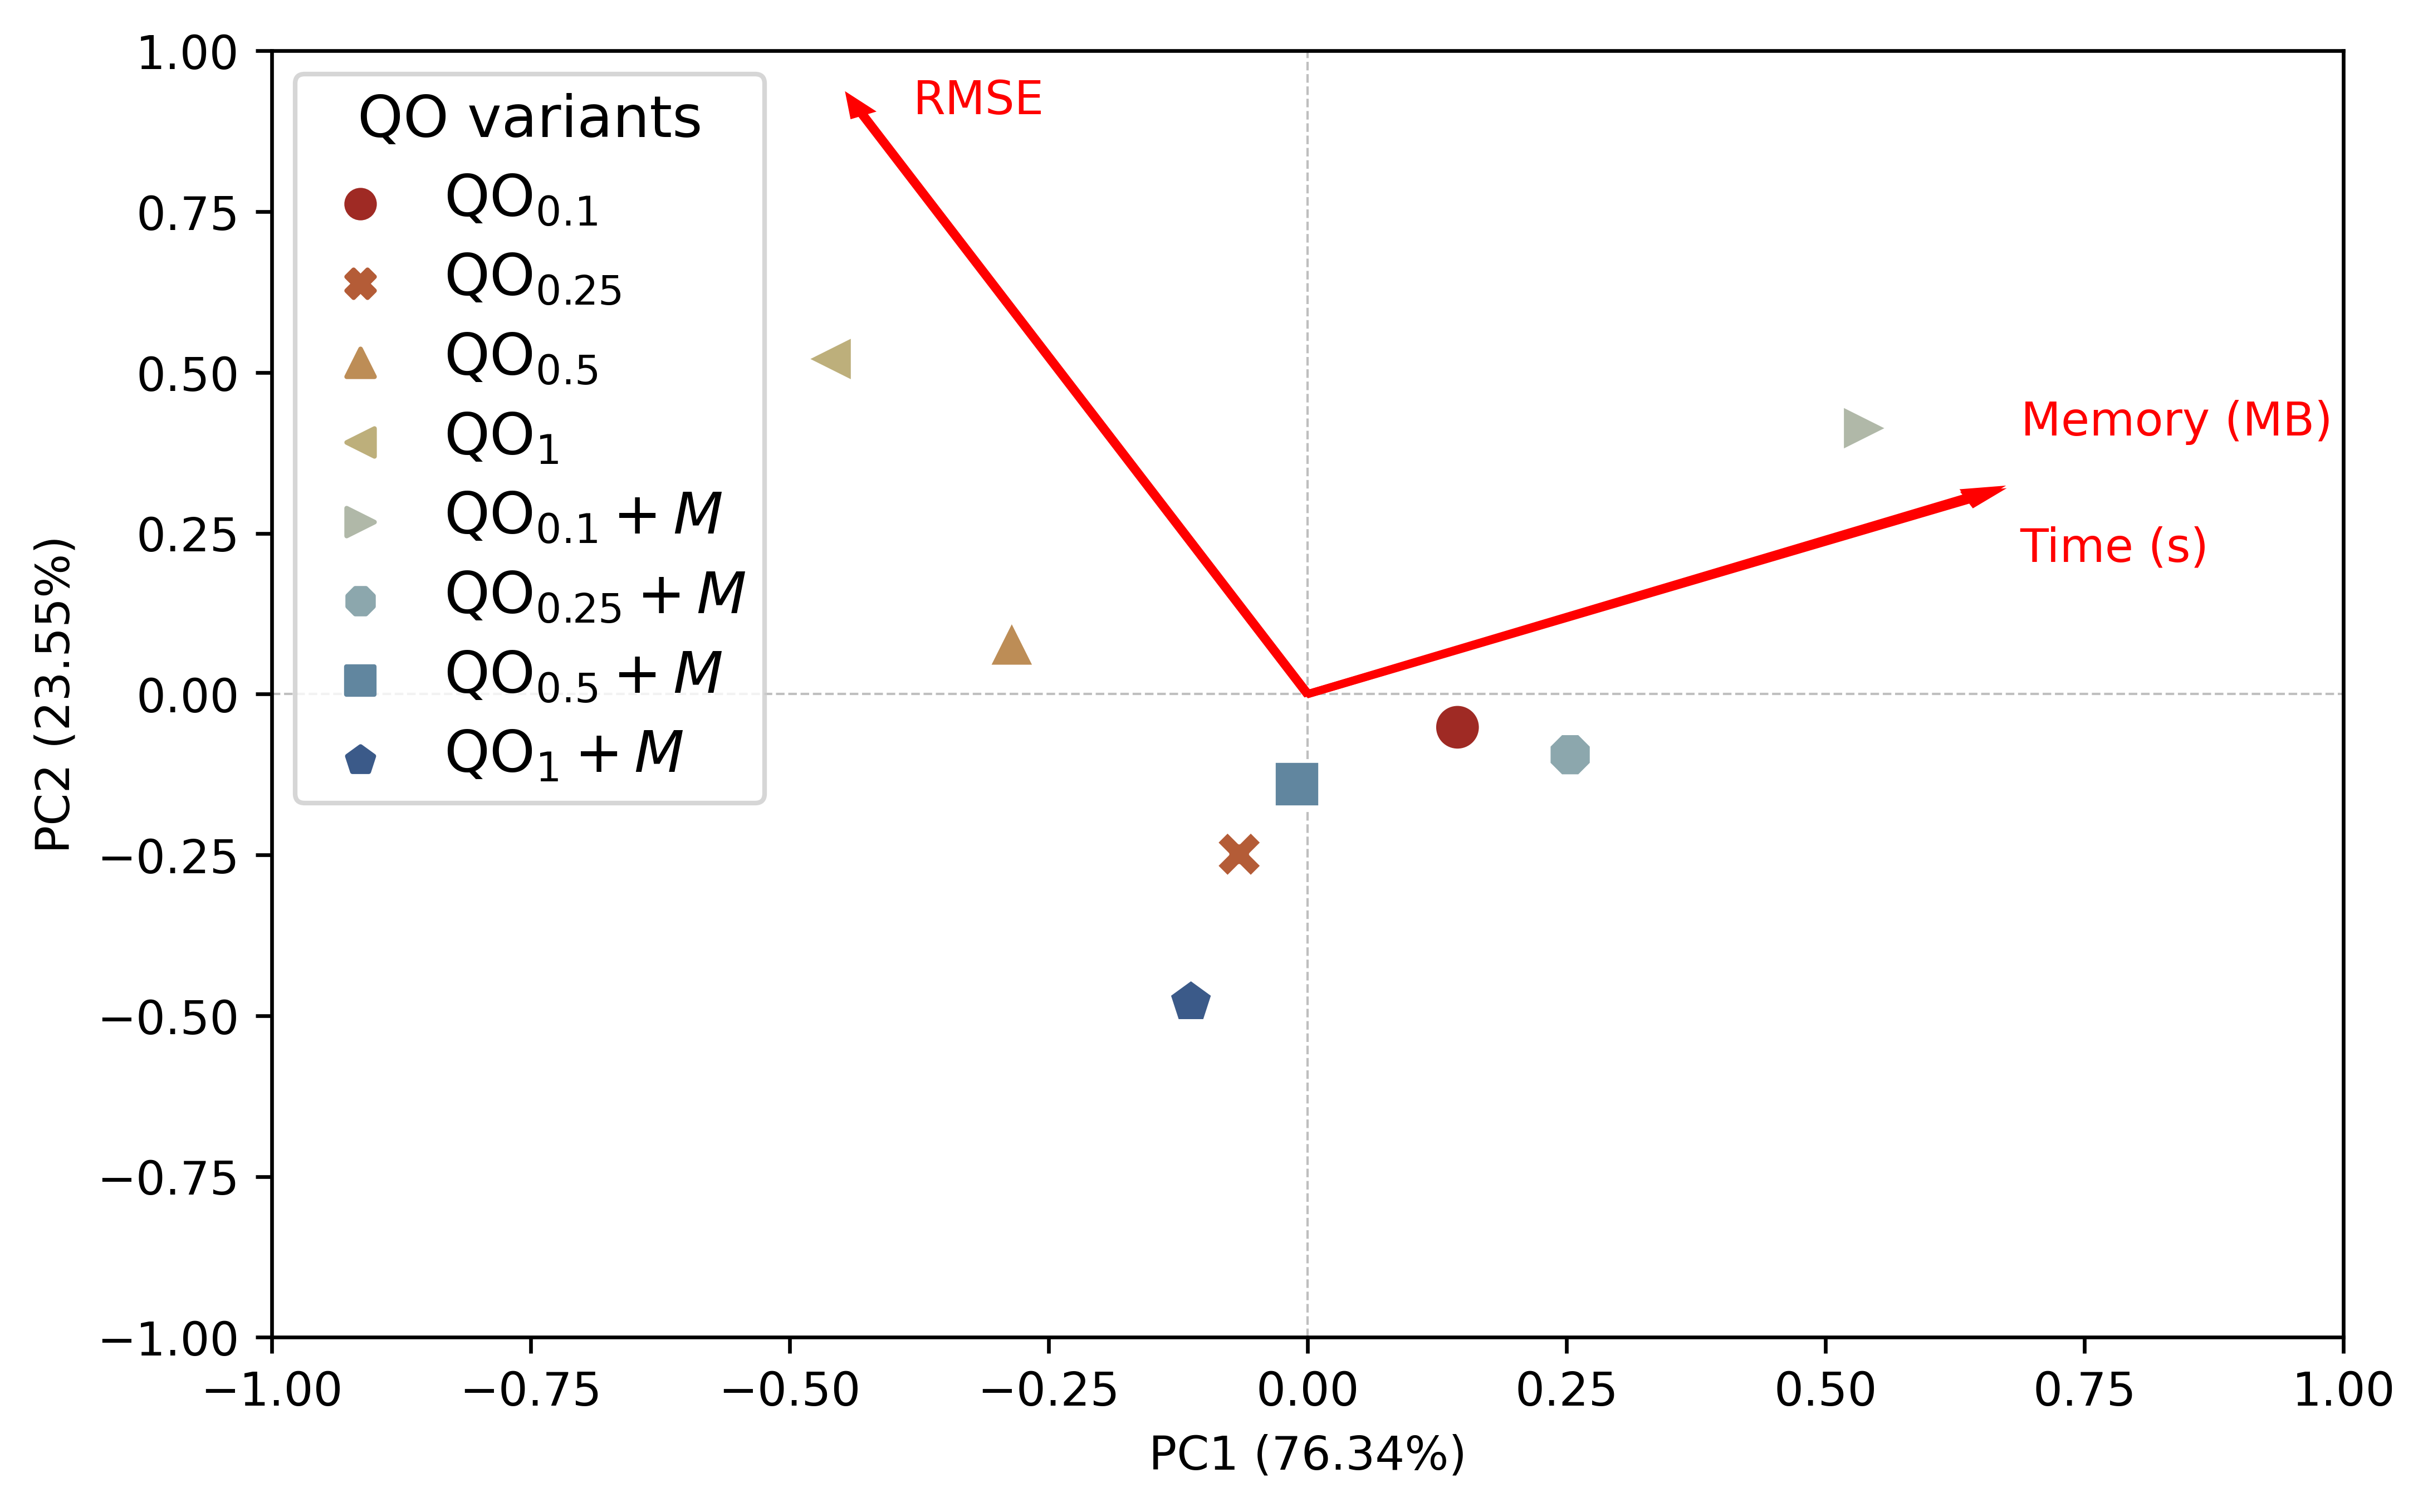 1.00
0.75
0.50
0.25
0.00
−0.25
−0.50
−0.75
−1.00
PC2 (23.55%)
QO variants
QO0.1
QO0.25
QO0.5
QO1
QO0.1 + M
QO0.25 + M
QO0.5 + M
QO1 + M
RMSE
Memory (MB)
Time (s)
−1.00 −0.75 −0.50 −0.25 0.00 0.25 0.50 0.75 1.00
PC1 (76.34%)